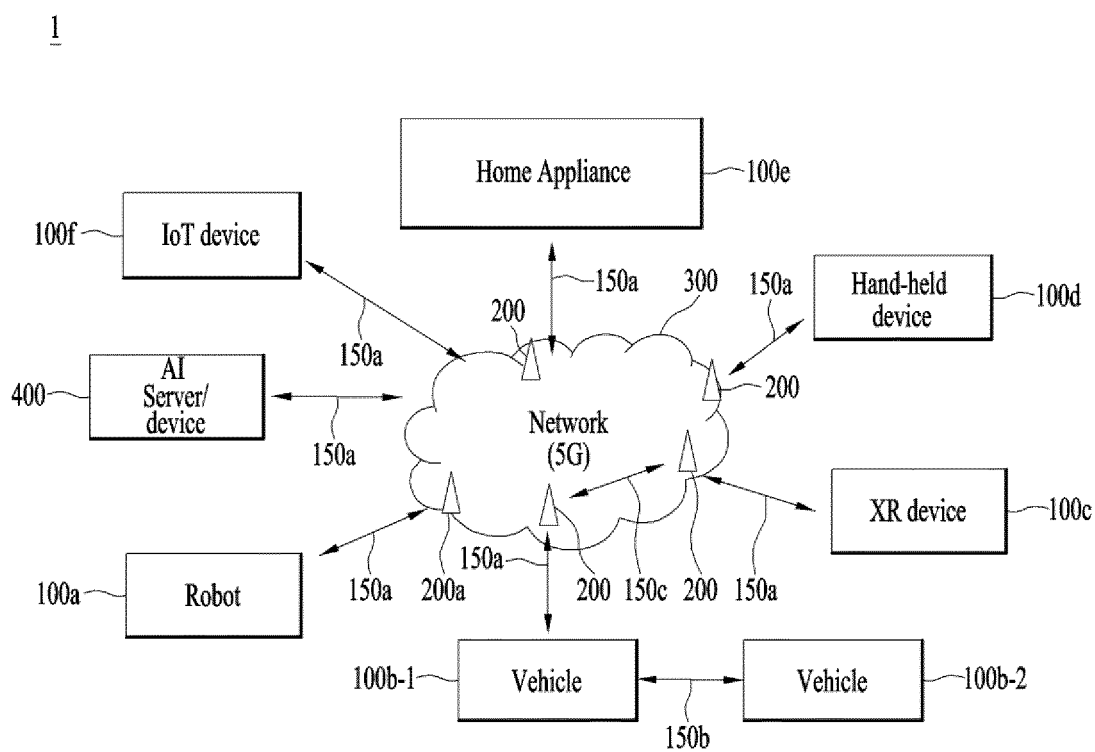 1
Home Appliance
100e
IoT device
100f
150a
300
150a
Hand-held
device
100d
200
150a
AI
Server/
device
400
150a
200
Network
(5G)
XR device
100c
150a
Robot
100a
150a
200a
200
150c
200
150a
Vehicle
100b-1
Vehicle
100b-2
150b